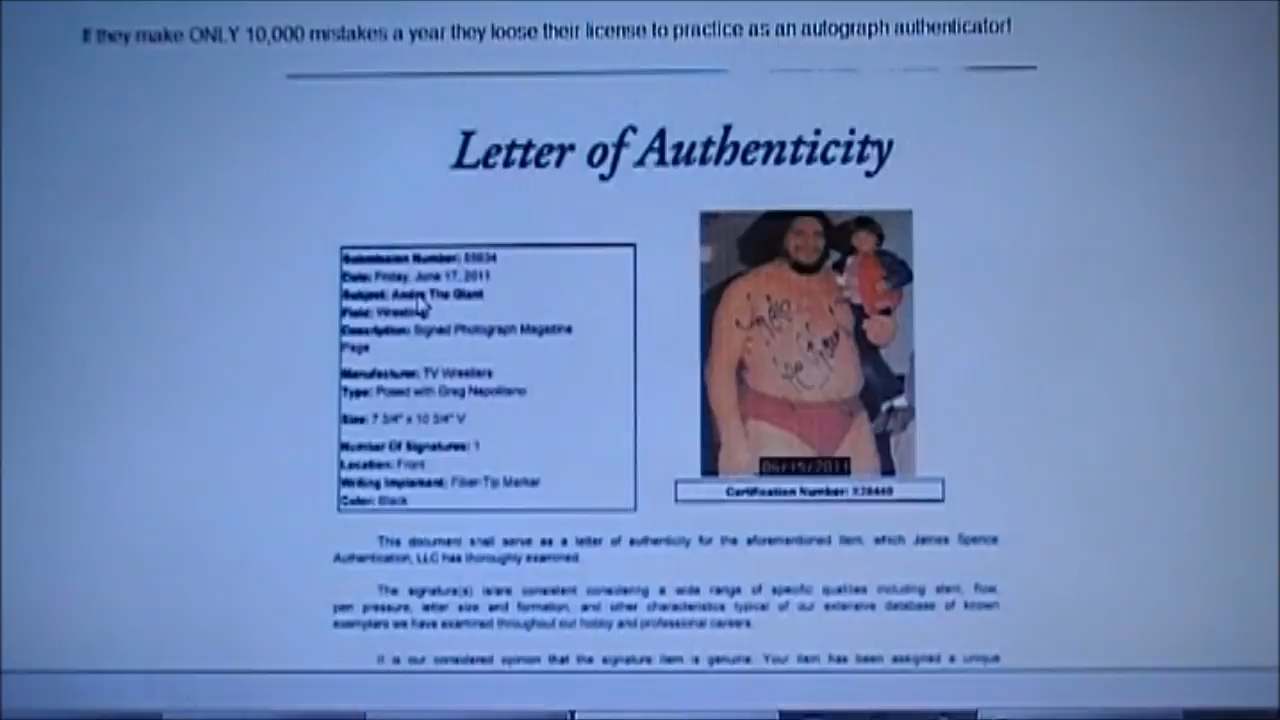 If they make ONLY 10,000 mistakes a year they loose their license to practice as an autograph authenticator!
Letter of Authenticity
Submission Number:
Date: Friday, June 17, 2011
Subject: Andre The Giant
Field: Wrestling
Description: Signed Photograph Magazine
Page
Manufacturer: TV Wrestlers
Type: Posed with Greg Napolitano
Size: 7 3/4" x 10 3/4" V
Number Of Signatures: 1
Location: Front
Writing Implement: Fiber-Tip Marker
Color: Black
06/15/2011
Certification Number:
This document shall serve as a letter of authenticity for the aforementioned item, which James Spence
Authentication, LLC has thoroughly examined.
The signature(s) is/are consistent considering a wide range of specific qualities including slant, flow,
pen pressure, letter size and formation, and other characteristics typical of our extensive database of known
exemplars we have examined throughout our hobby and professional careers.
It is our considered opinion that the signature item is genuine. Your item has been assigned a unique